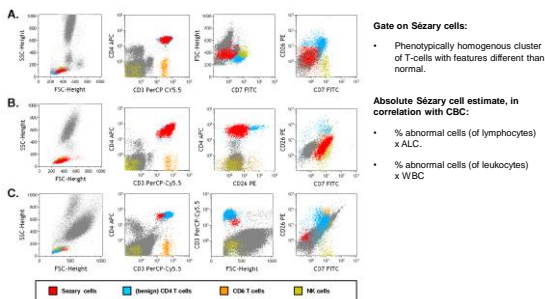 A.
SSC-Height
FSC-Height
CD4 APC
CD3 PerCP-Cy5.5
SSC-Height
CD7 FITC
CD26 PE
CD7 FITC
B.
SSC-Height
FSC-Height
CD4 APC
CD3 PerCP-Cy5.5
CD4 APC
CD26 PE
CD26 PE
CD7 FITC
C.
SSC-Height
FSC-Height
CD4 APC
CD3 PerCP-Cy5.5
CD3 PerCP-Cy5.5
FSC-Height
CD26 PE
CD7 FITC
Sezary cells
(benign) CD4 T cells
CD8 T cells
NK cells
Gate on Sézary cells:
• Phenotypically homogenous cluster
of T-cells with features different than
normal.
Absolute Sézary cell estimate, in
correlation with CBC:
• % abnormal cells (of lymphocytes)
x ALC.
• % abnormal cells (of leukocytes)
x WBC